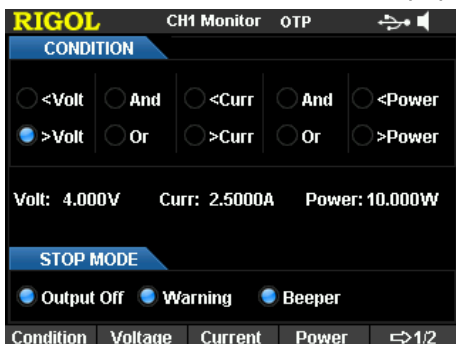 RIGOL CH1 Monitor OTP
CONDITION
<Volt And <Curr And <Power
>Volt Or >Curr Or >Power
Volt: 4.000V Curr: 2.5000A Power: 10.000W
STOP MODE
Output Off Warning Beeper
Condition Voltage Current Power ⇨1/2